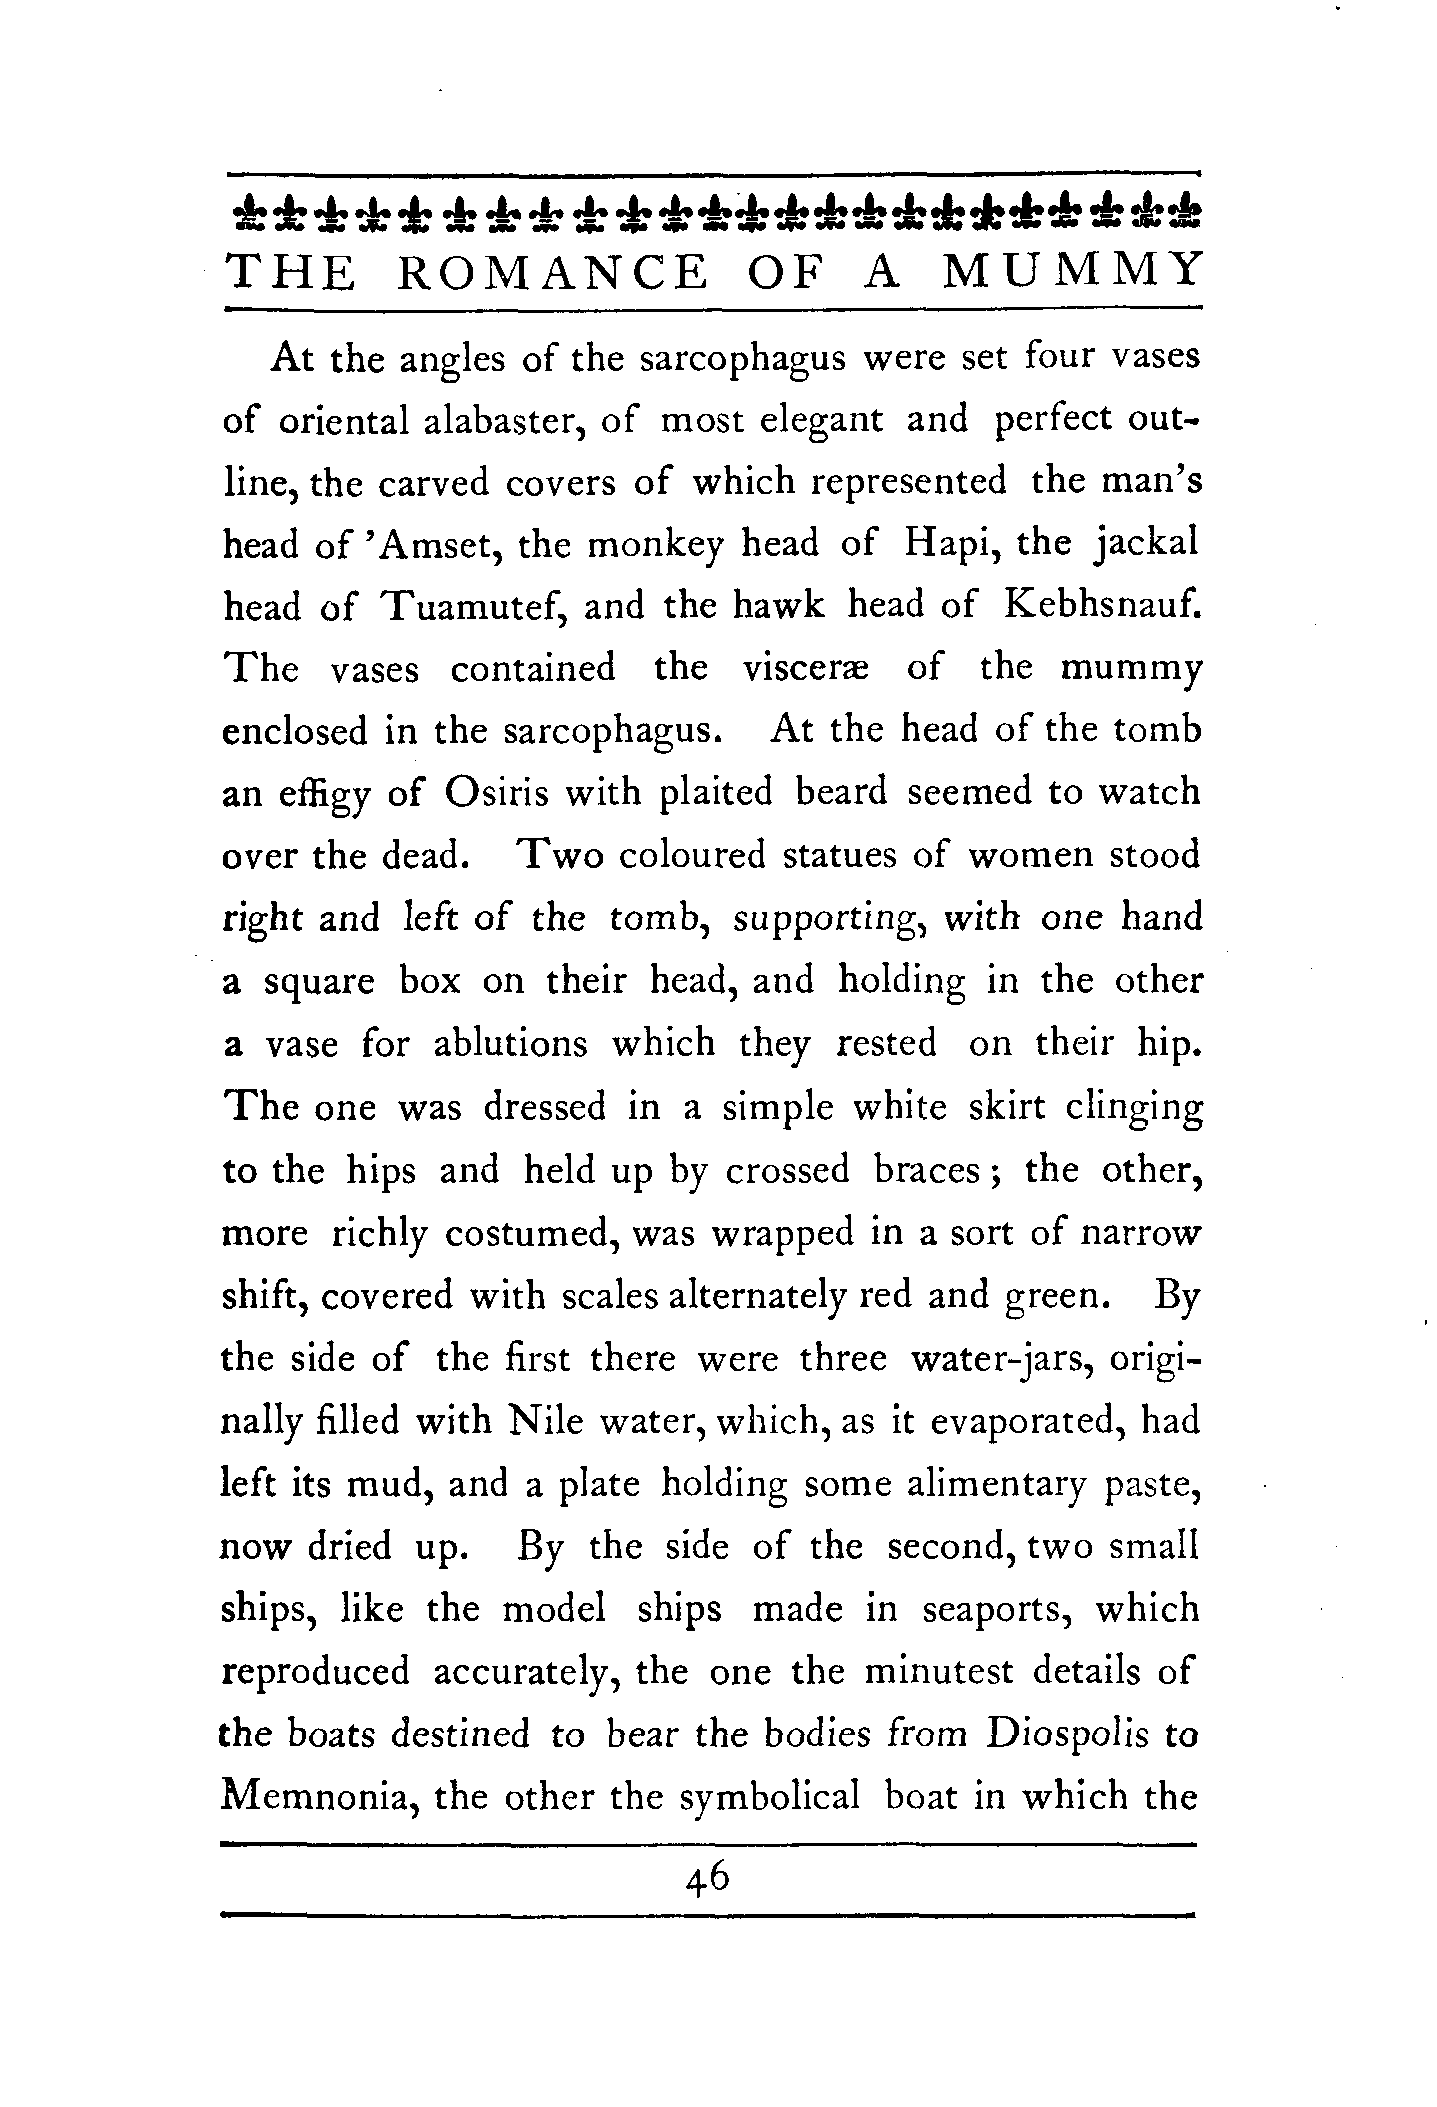 THE ROMANCE OF A MUMMY
At the angles of the sarcophagus were set four vases
of oriental alabaster, of most elegant and perfect out-
line, the carved covers of which represented the man's
head of 'Amset, the monkey head of Hapi, the jackal
head of Tuamutef, and the hawk head of Kebhsnauf.
The vases contained the visceræ of the mummy
enclosed in the sarcophagus. At the head of the tomb
an effigy of Osiris with plaited beard seemed to watch
over the dead. Two coloured statues of women stood
right and left of the tomb, supporting, with one hand
a square box on their head, and holding in the other
a vase for ablutions which they rested on their hip.
The one was dressed in a simple white skirt clinging
to the hips and held up by crossed braces; the other,
more richly costumed, was wrapped in a sort of narrow
shift, covered with scales alternately red and green. By
the side of the first there were three water-jars, origi-
nally filled with Nile water, which, as it evaporated, had
left its mud, and a plate holding some alimentary paste,
now dried up. By the side of the second, two small
ships, like the model ships made in seaports, which
reproduced accurately, the one the minutest details of
the boats destined to bear the bodies from Diospolis to
Memnonia, the other the symbolical boat in which the
46